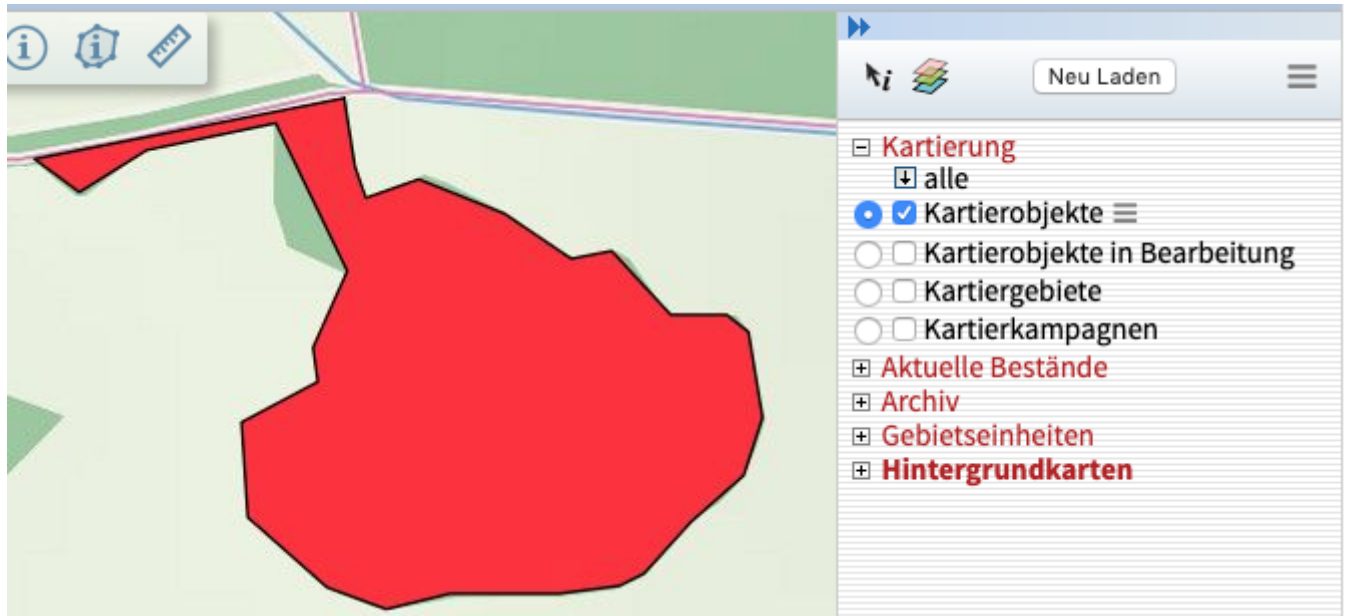 Neu Laden
Kartierung
alle
Kartierobjekte
Kartierobjekte in Bearbeitung
Kartiergebiete
Kartierkampagnen
Aktuelle Bestände
Archiv
Gebietseinheiten
Hintergrundkarten